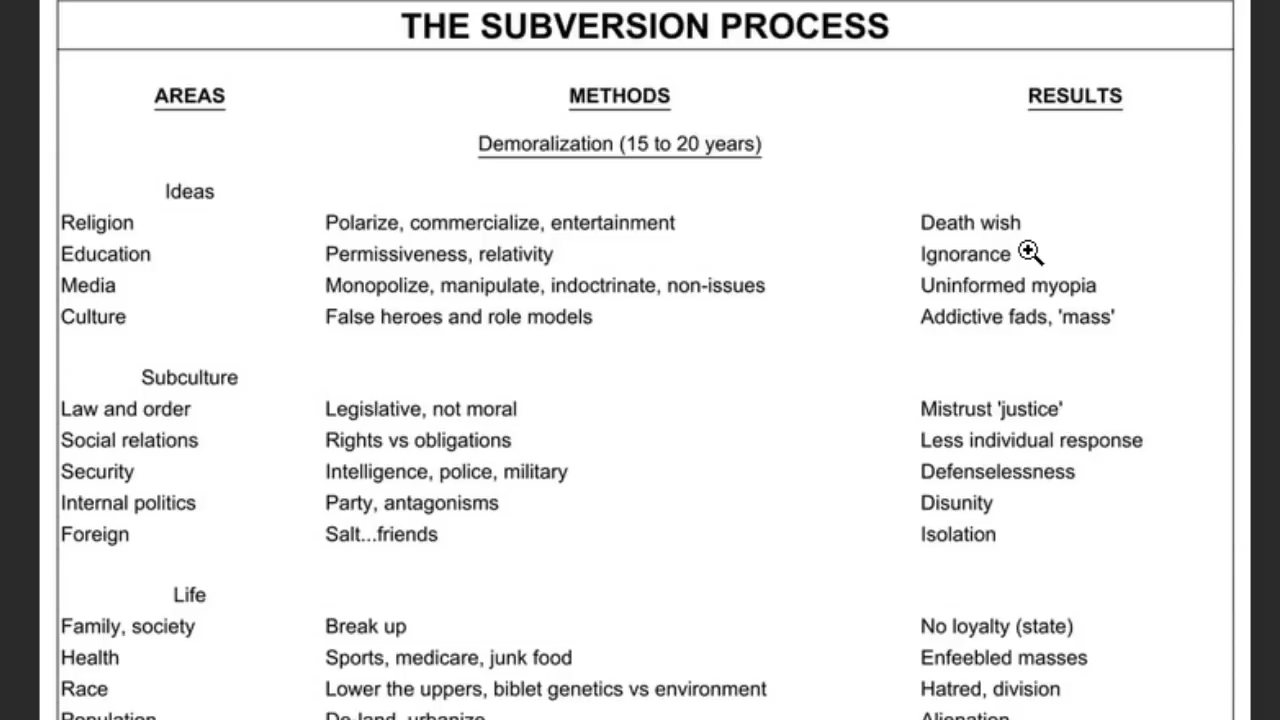 THE SUBVERSION PROCESS
AREAS METHODS RESULTS
Demoralization (15 to 20 years)
Ideas
Religion Polarize, commercialize, entertainment Death wish
Education Permissiveness, relativity Ignorance
Media Monopolize, manipulate, indoctrinate, non-issues Uninformed myopia
Culture False heroes and role models Addictive fads, 'mass'
Subculture
Law and order Legislative, not moral Mistrust 'justice'
Social relations Rights vs obligations Less individual response
Security Intelligence, police, military Defenselessness
Internal politics Party, antagonisms Disunity
Foreign Salt...friends Isolation
Life
Family, society Break up No loyalty (state)
Health Sports, medicare, junk food Enfeebled masses
Race Lower the uppers, biblet genetics vs environment Hatred, division
Population De-land, urbanize Alienation